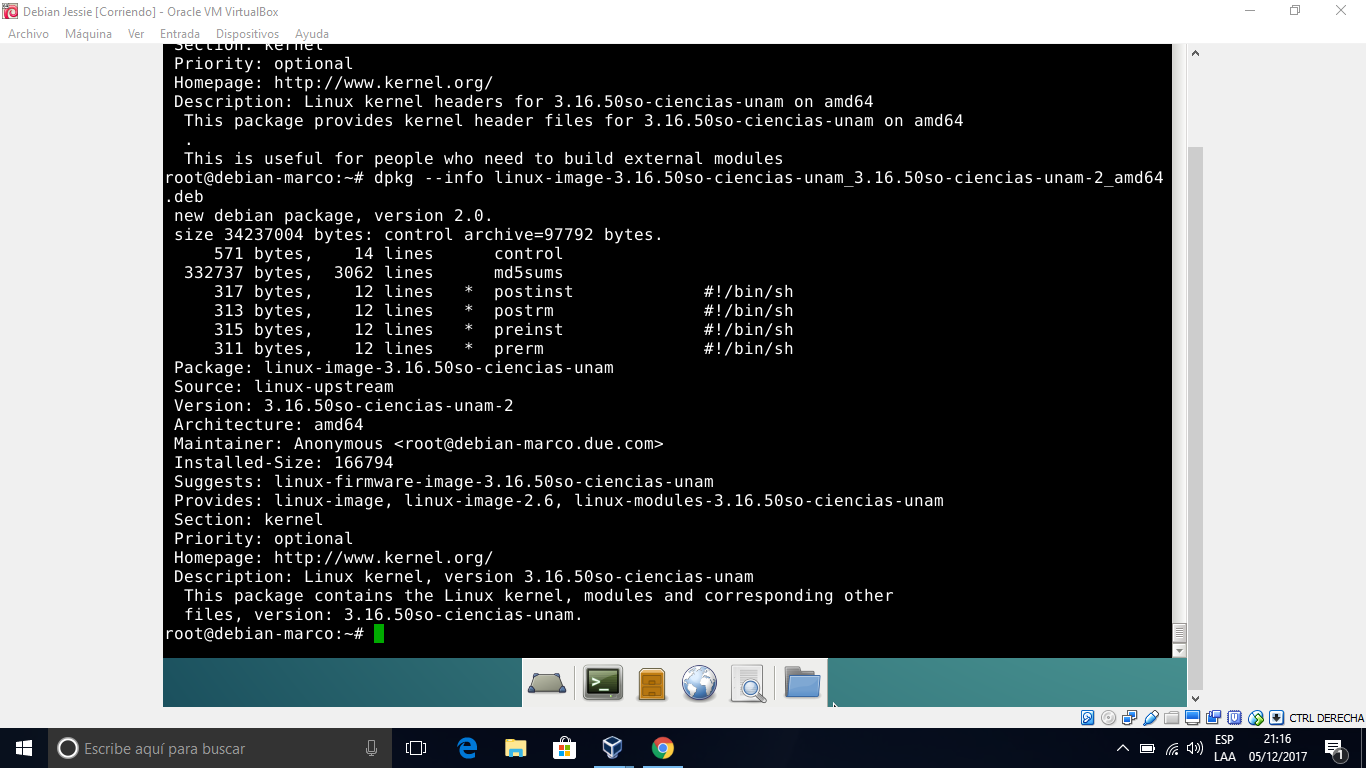 Debian Jessie [Corriendo] - Oracle VM VirtualBox
Archivo Máquina Ver Entrada Dispositivos Ayuda
Section: kernel
Priority: optional
Homepage: http://www.kernel.org/
Description: Linux kernel headers for 3.16.50so-ciencias-unam on amd64
This package provides kernel header files for 3.16.50so-ciencias-unam on amd64
.
This is useful for people who need to build external modules
root@debian-marco:~# dpkg --info linux-image-3.16.50so-ciencias-unam_3.16.50so-ciencias-unam-2_amd64
.deb
new debian package, version 2.0.
size 34237004 bytes: control archive=97792 bytes.
571 bytes, 14 lines control
332737 bytes, 3062 lines md5sums
317 bytes, 12 lines * postinst #!/bin/sh
313 bytes, 12 lines * postrm #!/bin/sh
315 bytes, 12 lines * preinst #!/bin/sh
311 bytes, 12 lines * prerm #!/bin/sh
Package: linux-image-3.16.50so-ciencias-unam
Source: linux-upstream
Version: 3.16.50so-ciencias-unam-2
Architecture: amd64
Maintainer: Anonymous <root@debian-marco.due.com>
Installed-Size: 166794
Suggests: linux-firmware-image-3.16.50so-ciencias-unam
Provides: linux-image, linux-image-2.6, linux-modules-3.16.50so-ciencias-unam
Section: kernel
Priority: optional
Homepage: http://www.kernel.org/
Description: Linux kernel, version 3.16.50so-ciencias-unam
This package contains the Linux kernel, modules and corresponding other
files, version: 3.16.50so-ciencias-unam.
root@debian-marco:~#
CTRL DERECHA
Escribe aquí para buscar
ESP
LAA
21:16
05/12/2017
1